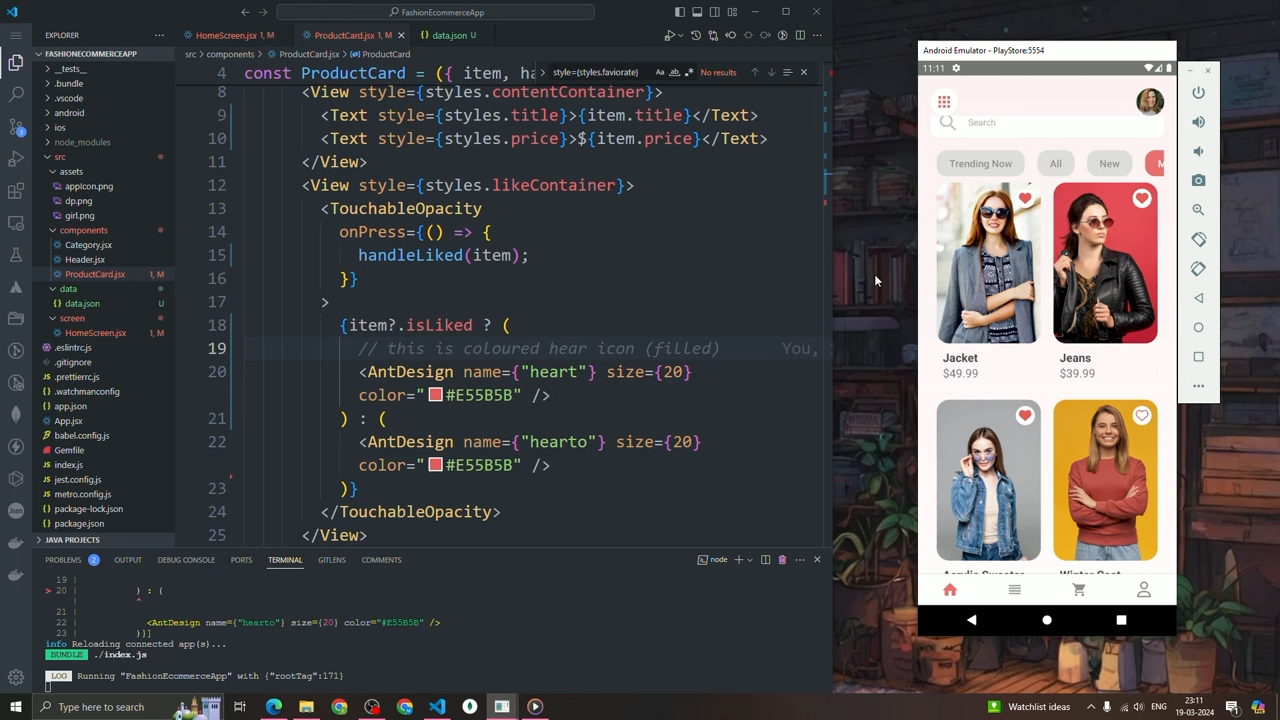 FashionEcommerceApp
EXPLORER
FASHIONECOMMERCEAPP
__tests__
.bundle
.vscode
android
ios
node_modules
src
assets
appIcon.png
dp.png
girl.png
components
Category.jsx
Header.jsx
ProductCard.jsx 1, M
data
data.json U
screen
HomeScreen.jsx 1, M
.eslintrc.js
.gitignore
.prettierrc.js
.watchmanconfig
app.json
App.jsx
babel.config.js
Gemfile
index.js
jest.config.js
metro.config.js
package-lock.json
package.json
JAVA PROJECTS
HomeScreen.jsx 1, M
ProductCard.jsx 1, M
data.json U
src > components > ProductCard.jsx > ProductCard
style={styles.faviorate} Aa ab No results
4 const ProductCard = ({ item, ha
8 <View style={styles.contentContainer}>
9 <Text style={styles.title}>{item.title}</Text>
10 <Text style={styles.price}>${item.price}</Text>
11 </View>
12 <View style={styles.likeContainer}>
13 <TouchableOpacity
14 onPress={() => {
15 handleLiked(item);
16 }}
17 >
18 {item?.isLiked ? (
19 // this is coloured hear icon (filled) You,
20 <AntDesign name={"heart"} size={20}
color="#E55B5B" />
21 ) : (
22 <AntDesign name={"hearto"} size={20}
color="#E55B5B" />
23 )}
24 </TouchableOpacity>
25 </View>
PROBLEMS 2 OUTPUT DEBUG CONSOLE PORTS TERMINAL GITLENS COMMENTS
node
19 |
> 20 | ) : (
| ^
21 |
22 | <AntDesign name={"hearto"} size={20} color="#E55B5B" />
23 | )}]
info Reloading connected app(s)...
BUNDLE ./index.js
LOG Running "FashionEcommerceApp" with {"rootTag":171}
Android Emulator - PlayStore:5554
11:11
Search
Trending Now
All
New
M
Jacket
$49.99
Jeans
$39.99
Type here to search
Watchlist ideas
ENG
23:11
19-03-2024
1